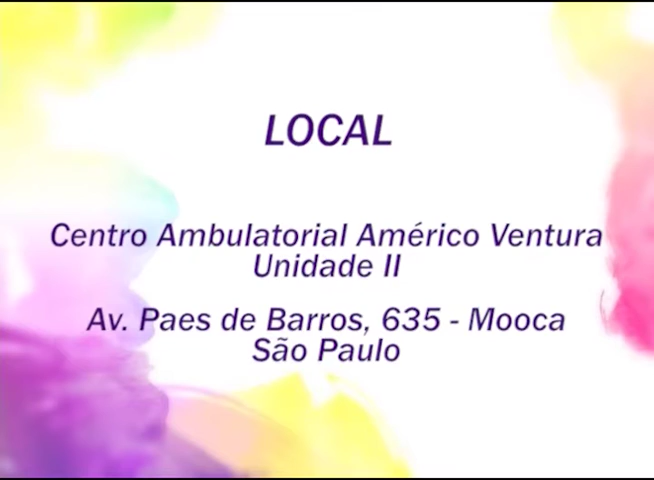 LOCAL
Centro Ambulatorial Américo Ventura
Unidade II
Av. Paes de Barros, 635 - Mooca
São Paulo